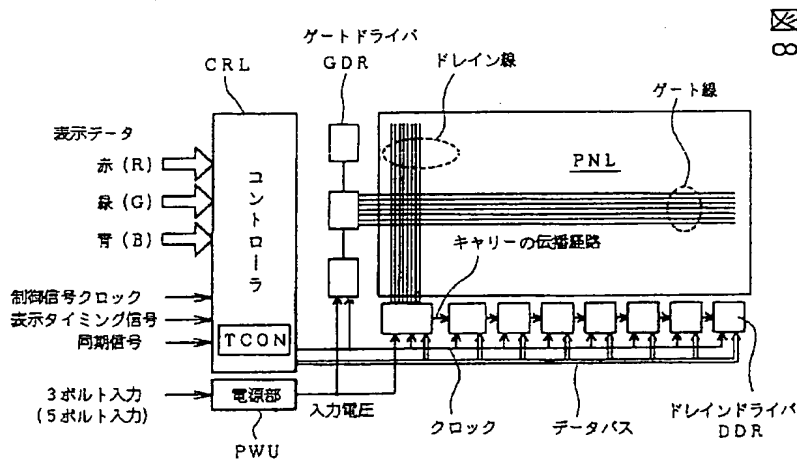 図8
ゲートドライバ
GDR
CRL
ドレイン線
ゲート線
表示データ
赤(R)
緑(G)
青(B)
コントローラ
PNL
キャリーの伝播経路
制御信号クロック
表示タイミング信号
同期信号
TCON
3ボルト入力
(5ボルト入力)
電源部
PWU
入力電圧
クロック
データバス
ドレインドライバ
DDR